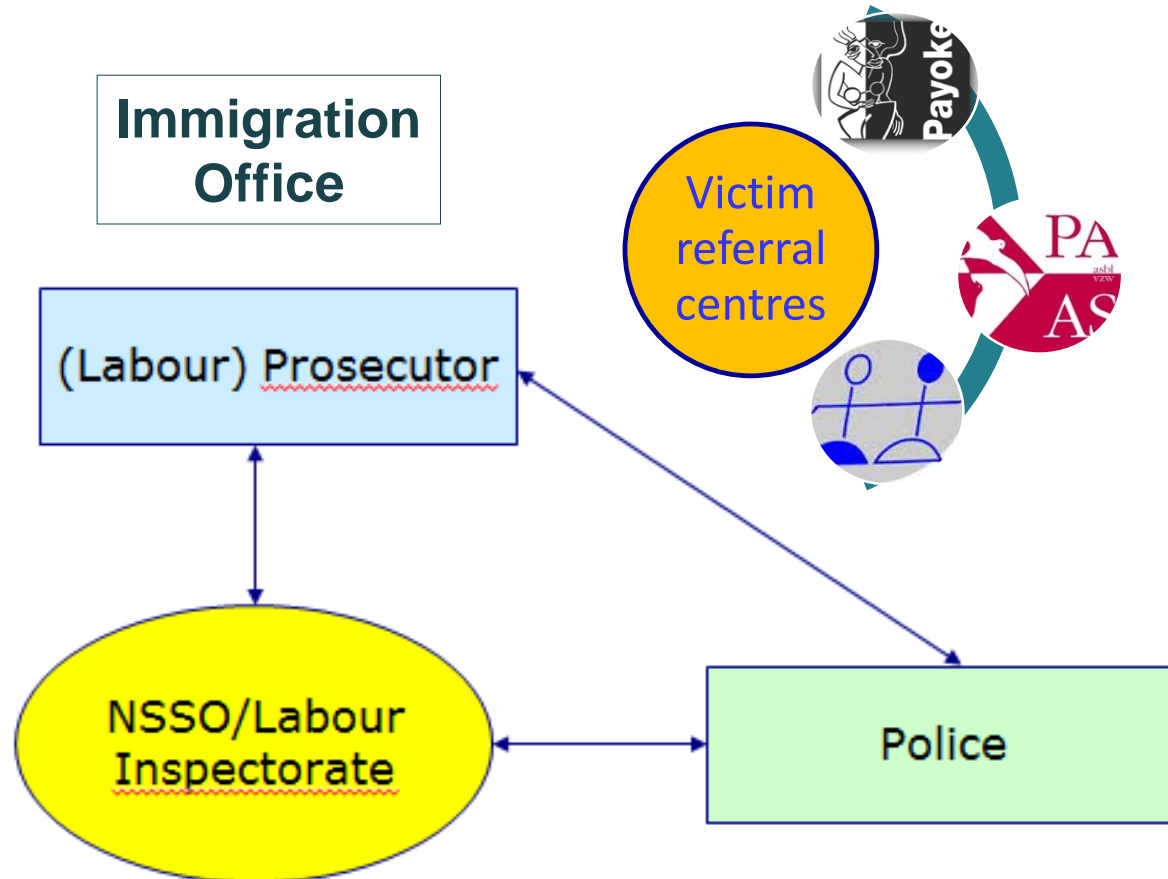 Immigration
Office
Payoke
Victim
referral
centres
PA
asbl
vzw
AS
(Labour) Prosecutor
NSSO/Labour
Inspectorate
Police